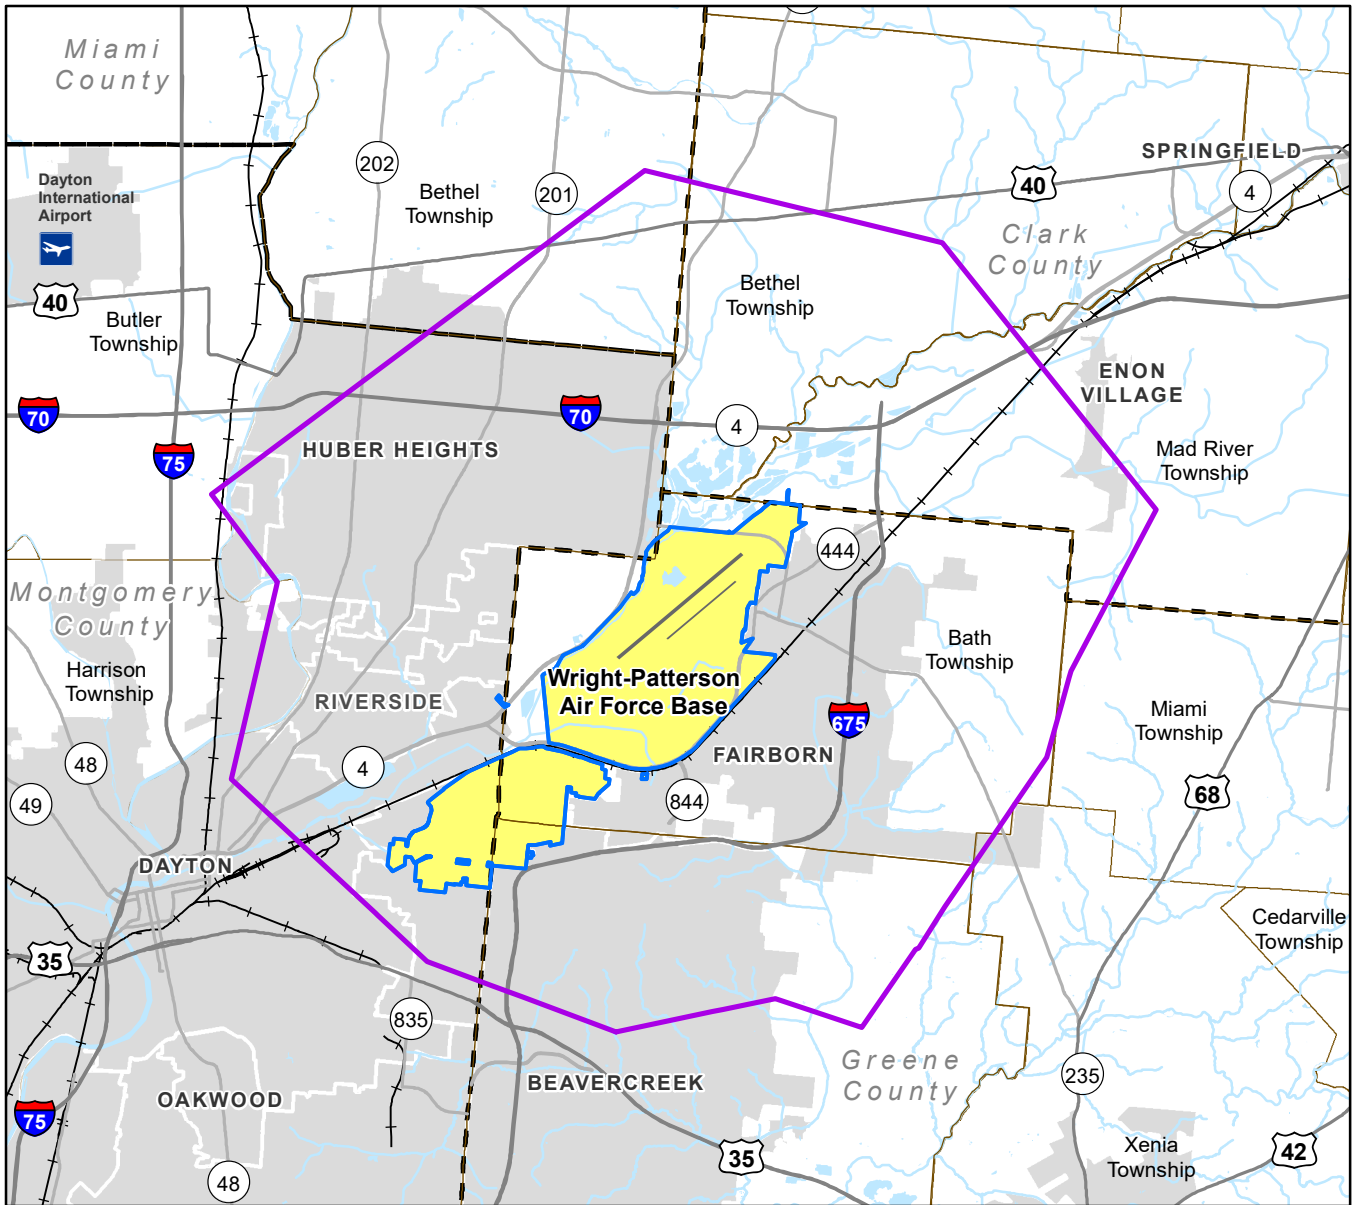 Miami
County
SPRINGFIELD
202
Dayton
International
Airport
Bethel
Township
201
40
4
Clark
County
Bethel
Township
40
Butler
Township
ENON
VILLAGE
70
70
4
HUBER HEIGHTS
75
Mad River
Township
444
Montgomery
County
Bath
Township
Harrison
Township
Wright-Patterson
Air Force Base
RIVERSIDE
675
Miami
Township
FAIRBORN
48
4
68
49
844
DAYTON
Cedarville
Township
35
835
Greene
County
BEAVERCREEK
235
OAKWOOD
75
Xenia
Township
35
42
48